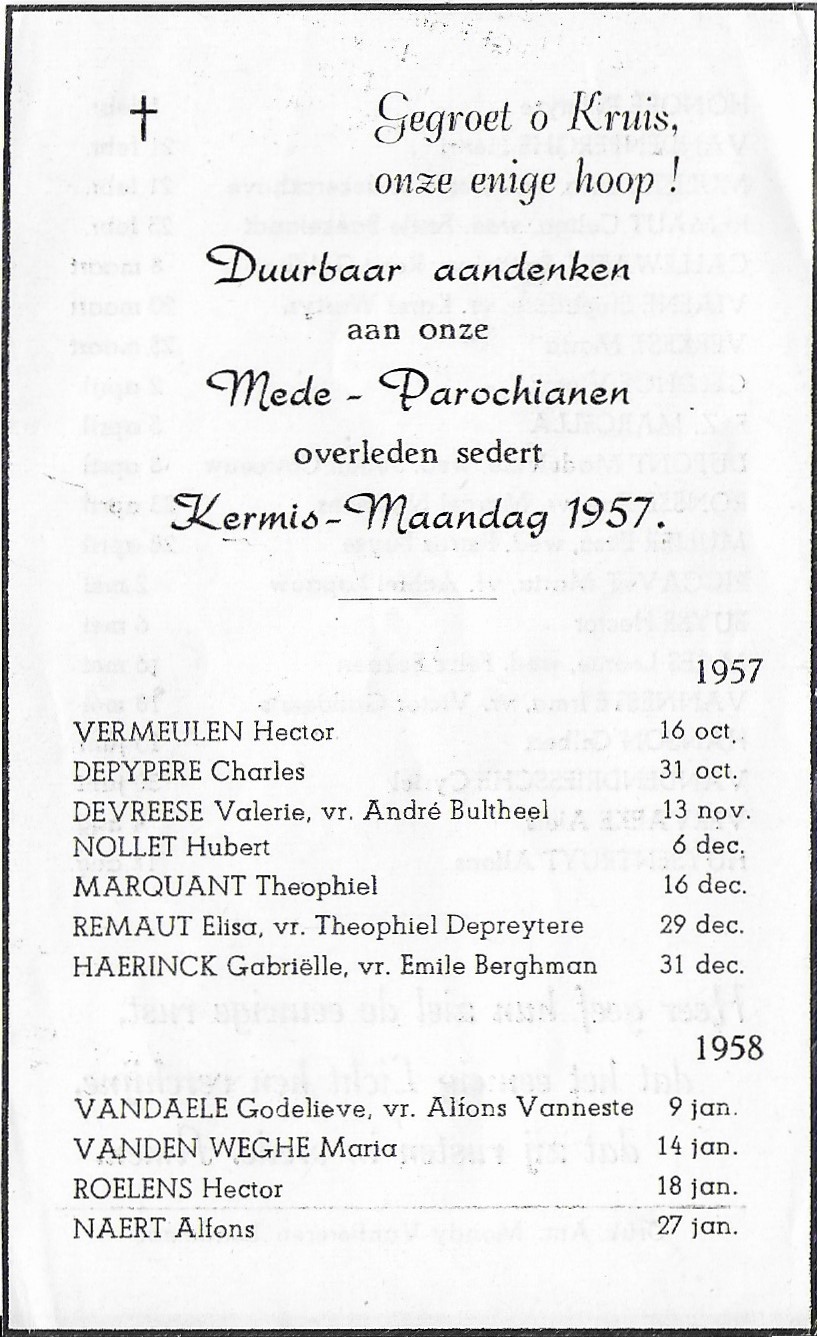 Gegroet o Kruis,
onze enige hoop !
Duurbaar aandenken
aan onze
Mede - Parochianen
overleden sedert
Kermis-Maandag 1957.
1957
VERMEULEN Hector 16 oct.
DEPYPERE Charles 31 oct.
DEVREESE Valerie, vr. André Bultheel 13 nov.
NOLLET Hubert 6 dec.
MARQUANT Theophiel 16 dec.
REMAUT Elisa, vr. Theophiel Depreytere 29 dec.
HAERINCK Gabriëlle, vr. Emile Berghman 31 dec.
1958
VANDAELE Godelieve, vr. Alfons Vanneste 9 jan.
VANDEN WEGHE Maria 14 jan.
ROELENS Hector 18 jan.
NAERT Alfons 27 jan.